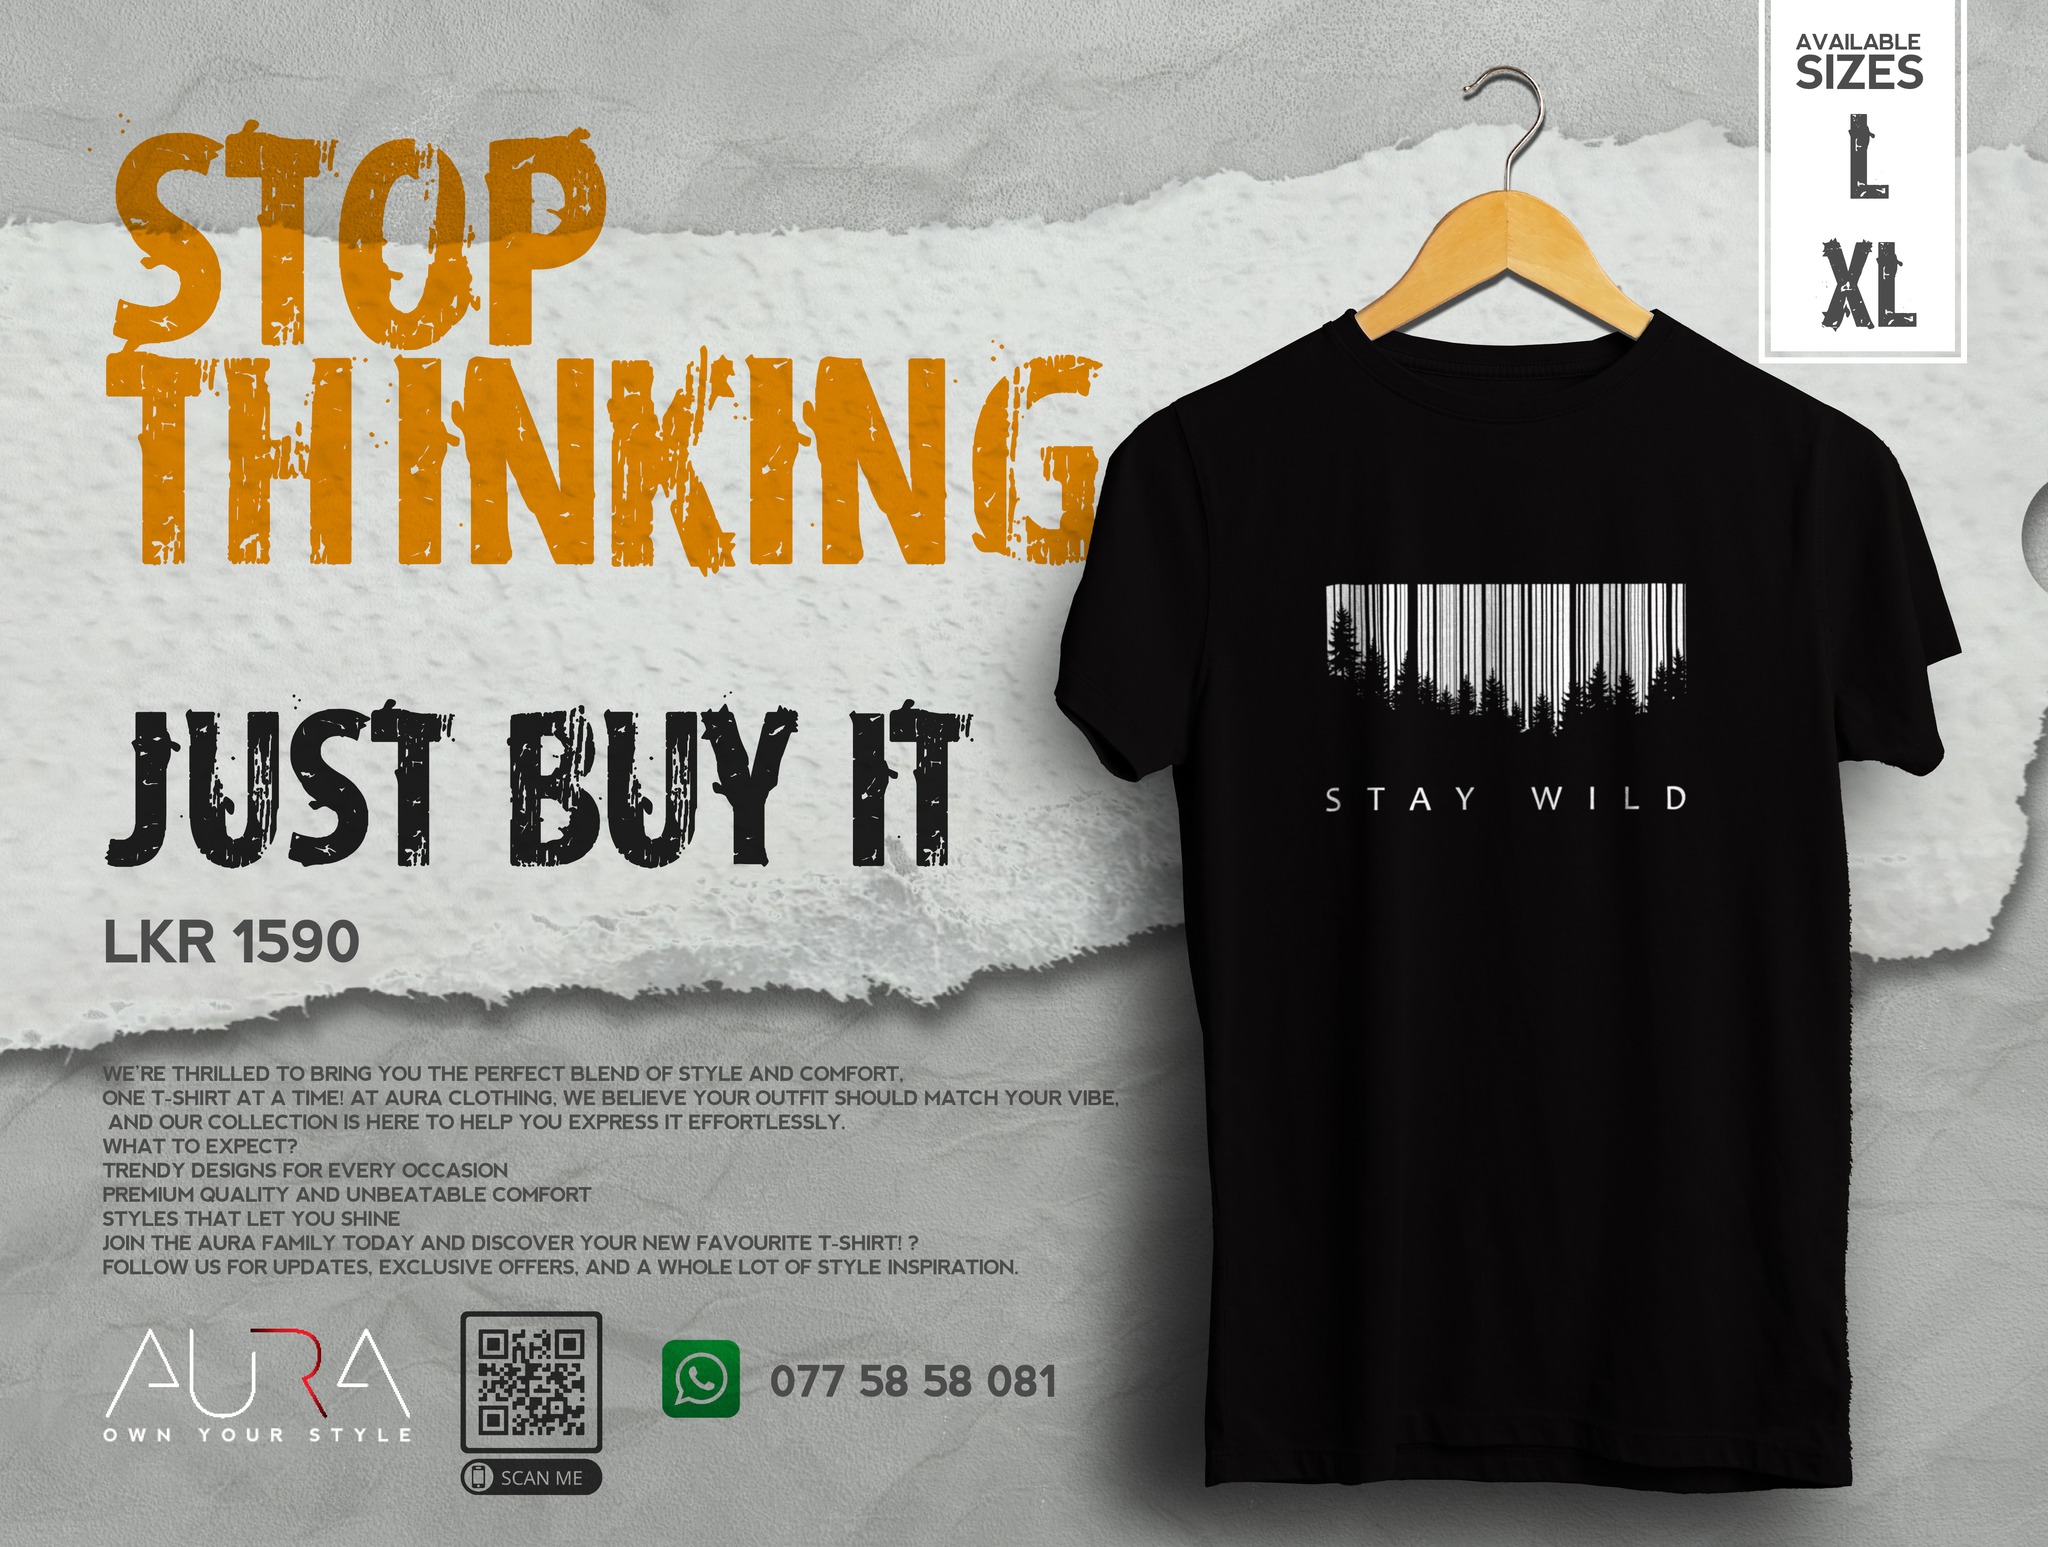 AVAILABLE
SIZES
L
XL
STOP
THINKING
JUST BUY IT
LKR 1590
STAY WILD
WE'RE THRILLED TO BRING YOU THE PERFECT BLEND OF STYLE AND COMFORT,
ONE T-SHIRT AT A TIME! AT AURA CLOTHING, WE BELIEVE YOUR OUTFIT SHOULD MATCH YOUR VIBE,
AND OUR COLLECTION IS HERE TO HELP YOU EXPRESS IT EFFORTLESSLY.
WHAT TO EXPECT?
TRENDY DESIGNS FOR EVERY OCCASION
PREMIUM QUALITY AND UNBEATABLE COMFORT
STYLES THAT LET YOU SHINE
JOIN THE AURA FAMILY TODAY AND DISCOVER YOUR NEW FAVOURITE T-SHIRT! ?
FOLLOW US FOR UPDATES, EXCLUSIVE OFFERS, AND A WHOLE LOT OF STYLE INSPIRATION.
AURA
OWN YOUR STYLE
SCAN ME
077 58 58 081